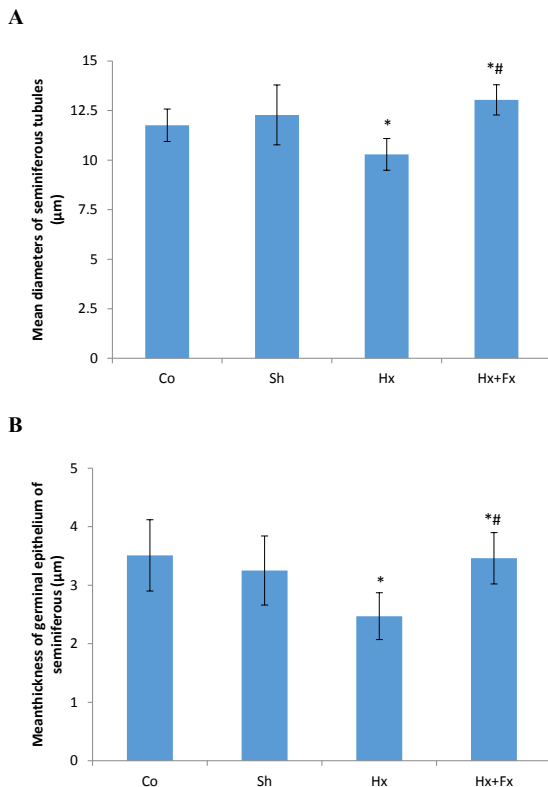 A
Mean diameters of seminiferous tubules
(µm)
15
12.5
10
7.5
5
2.5
0
*
*#
Co Sh Hx Hx+Fx
B
Meanthickness of germinal epithelium of
seminiferous (µm)
5
4
3
2
1
0
*
*#
Co Sh Hx Hx+Fx